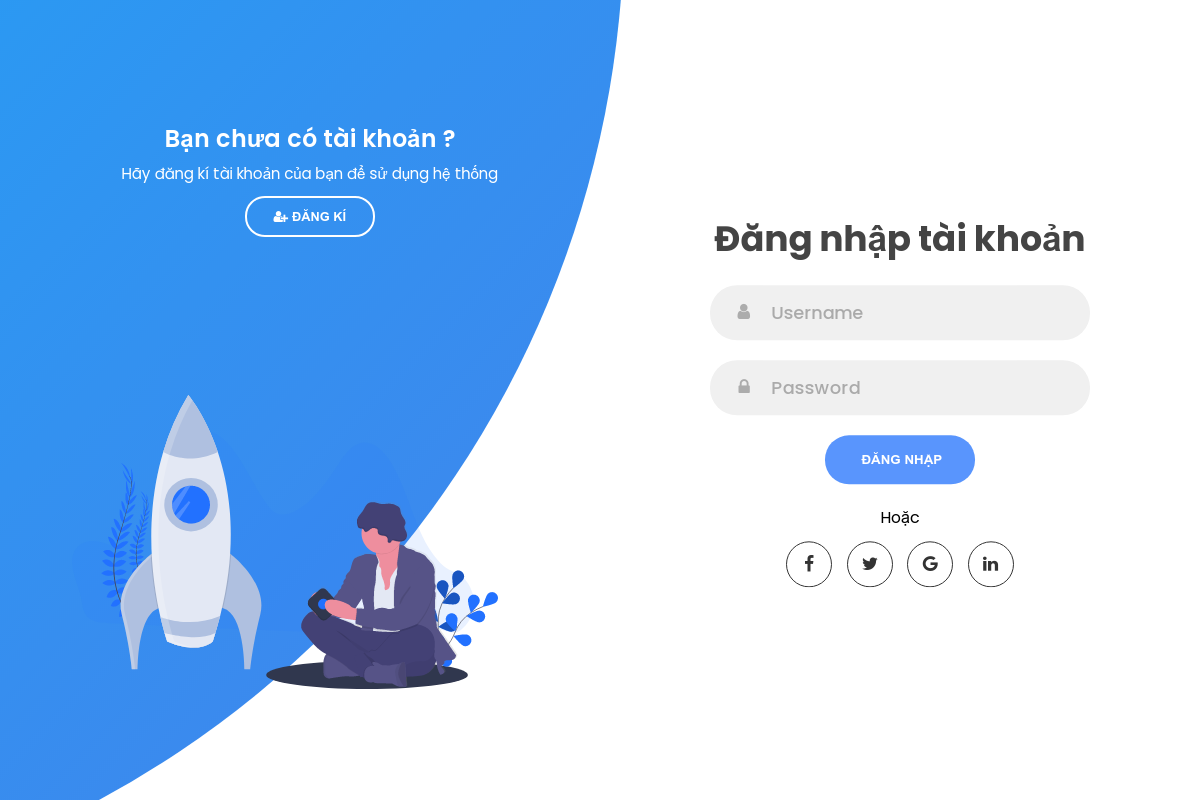 Bạn chưa có tài khoản ?
Hãy đăng kí tài khoản của bạn để sử dụng hệ thống
ĐĂNG KÍ
Đăng nhập tài khoản
Username
Password
ĐĂNG NHẠP
Hoặc